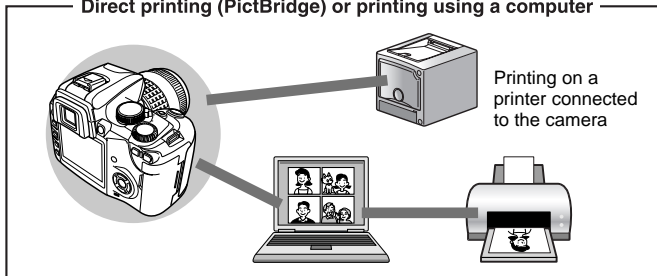 Direct printing (PictBridge) or printing using a computer
Printing on a
printer connected
to the camera